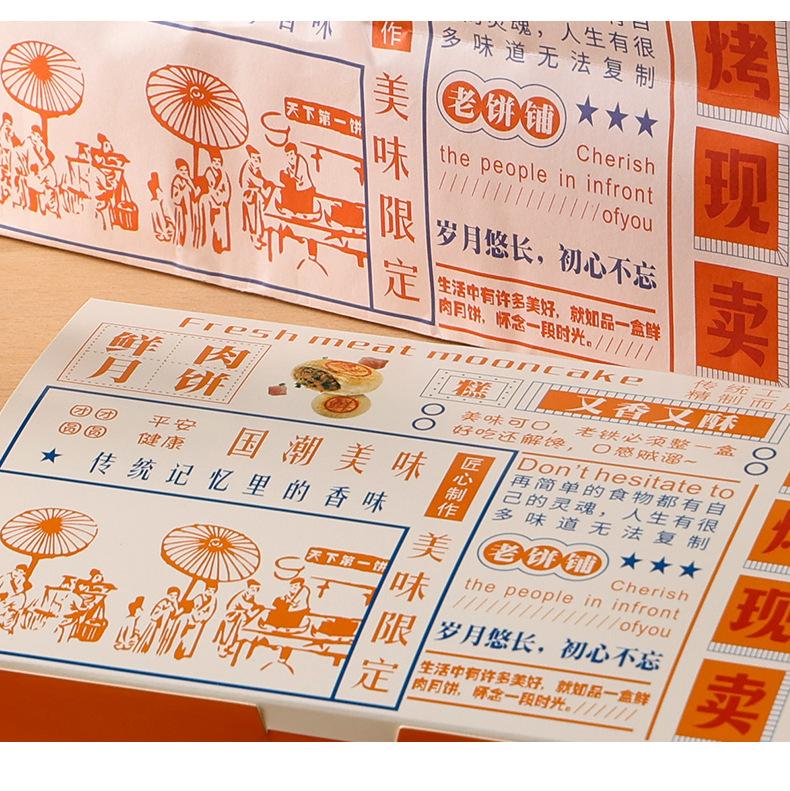 作
人生有很
多味道无法复制
美味限定
天下第一饼
老饼铺
Cherish
the people in infront
ofyou
岁月悠长，初心不忘
生活中有许多美好，就如品一盒鲜
肉月饼，怀念一段时光。
烤
现
卖
Fresh meat mooncake
鲜肉
月饼
糕
又香又酥
传统工
美味可口，老铁必须整一盒
好吃还解馋，口感贼溜~
团团
圆圆
平安
健康
国潮美味
传统记忆里的香味
匠心制作
Don't hesitate to
再简单的食物都有自
己的灵魂，人生有很
多味道无法复制
美味限定
天下第一饼
老饼铺
Cherish
the people in infront
ofyou
岁月悠长，初心不忘
生活中有许多美好，就如品一盒鲜
肉月饼，怀念一段时光。
现
卖